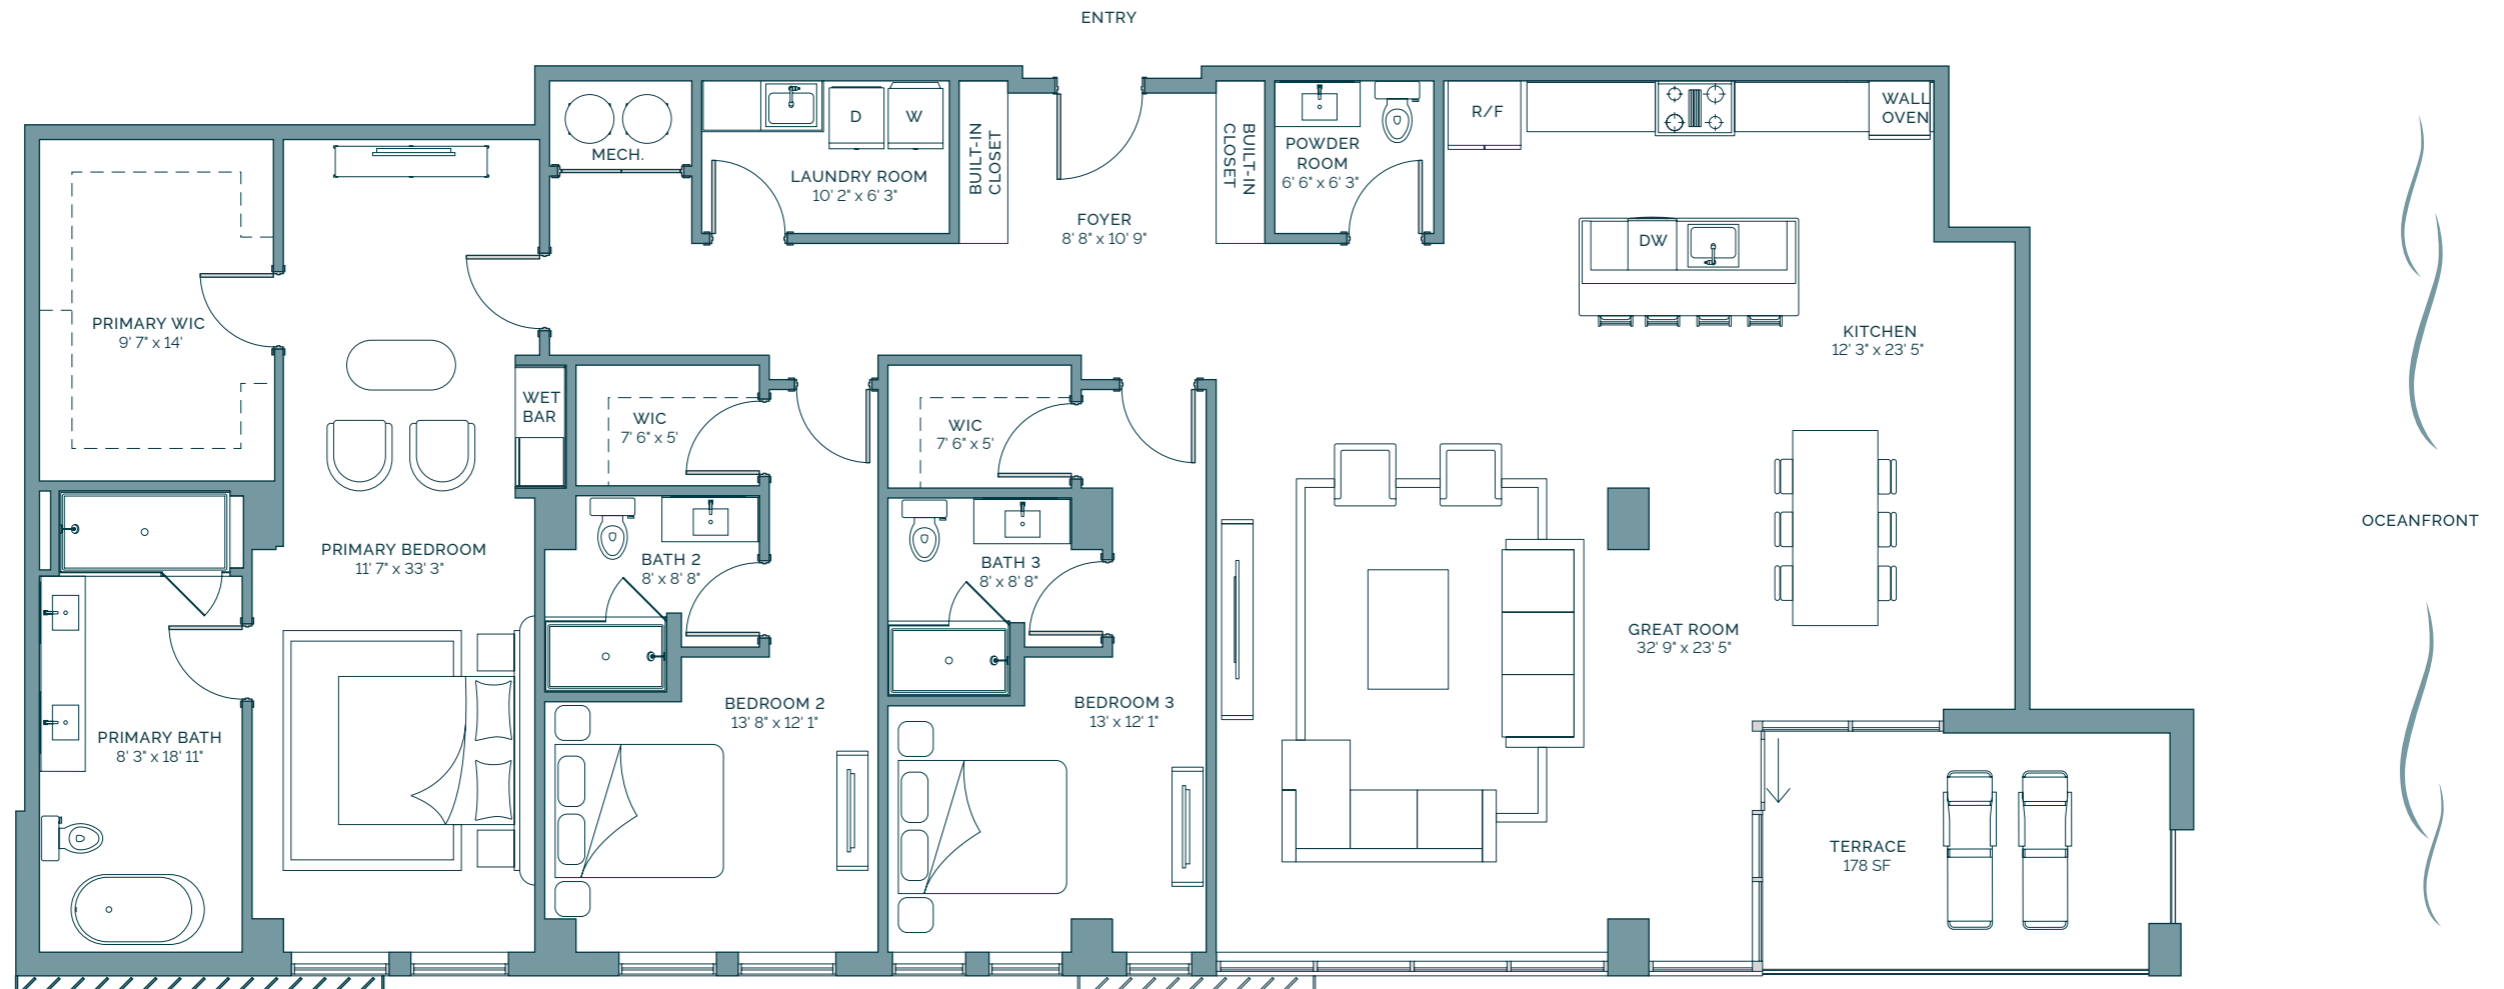 ENTRY
MECH.
D
W
LAUNDRY ROOM
10' 2" x 6' 3"
BUILT-IN
CLOSET
FOYER
8' 8" x 10' 9"
BUILT-IN
CLOSET
POWDER
ROOM
6' 6" x 6' 3"
R/F
WALL
OVEN
DW
KITCHEN
12' 3" x 23' 5"
PRIMARY WIC
9' 7" x 14'
WET
BAR
WIC
7' 6" x 5'
WIC
7' 6" x 5'
PRIMARY BEDROOM
11' 7" x 33' 3"
BATH 2
8' x 8' 8"
BATH 3
8' x 8' 8"
OCEANFRONT
GREAT ROOM
32' 9" x 23' 5"
BEDROOM 2
13' 8" x 12' 1"
BEDROOM 3
13' x 12' 1"
PRIMARY BATH
8' 3" x 18' 11"
TERRACE
178 SF